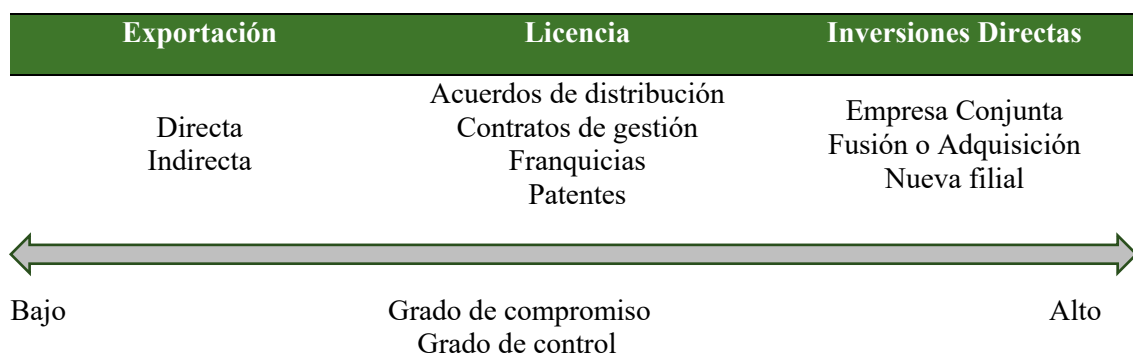 Exportación Licencia Inversiones Directas
Directa
Indirecta
Acuerdos de distribución
Contratos de gestión
Franquicias
Patentes
Empresa Conjunta
Fusión o Adquisición
Nueva filial
Bajo Grado de compromiso Alto
Grado de control